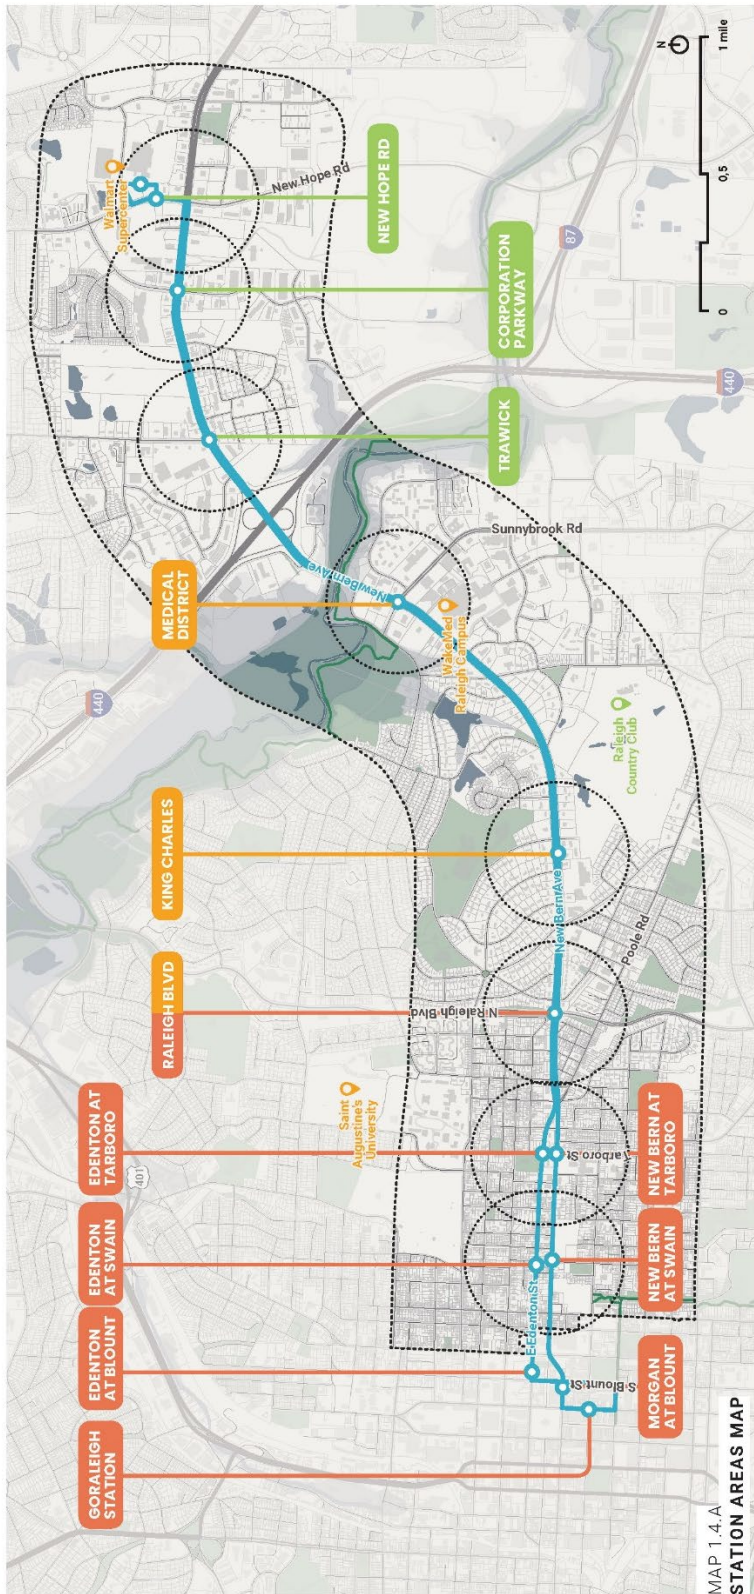 GORALEIGH
STATION
EDENTON
AT BLOUNT
EDENTON
AT SWAIN
EDENTON AT
TARBORO
RALEIGH BLVD
KING CHARLES
MEDICAL
DISTRICT
401
440
Walmart
Supercenter
Saint
Augustine's
University
N Raleigh Blvd
New Bern Ave
New Hope Rd
NEW HOPE RD
CORPORATION
PARKWAY
TRAWICK
Sunnybrook Rd
WakeMed
Raleigh Campus
E Edenton St
New Bern Ave
Tarboro St
S Blount St
Poole Rd
Raleigh
Country Club
87
440
MORGAN
AT BLOUNT
NEW BERN
AT SWAIN
NEW BERN AT
TARBORO
N
0
0,5
1 mile
MAP 1.4.A
STATION AREAS MAP